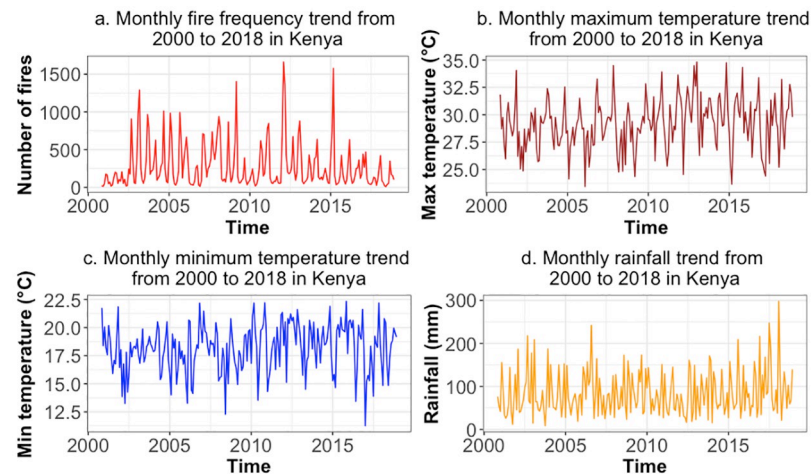 a. Monthly fire frequency trend from
2000 to 2018 in Kenya
Number of fires
1500
1000
500
0
2000
2005
2010
2015
Time
b. Monthly maximum temperature trend
from 2000 to 2018 in Kenya
Max temperature (°C)
35.0
32.5
30.0
27.5
25.0
2000
2005
2010
2015
Time
c. Monthly minimum temperature trend
from 2000 to 2018 in Kenya
Min temperature (°C)
22.5
20.0
17.5
15.0
12.5
2000
2005
2010
2015
Time
d. Monthly rainfall trend from
2000 to 2018 in Kenya
Rainfall (mm)
300
200
100
0
2000
2005
2010
2015
Time